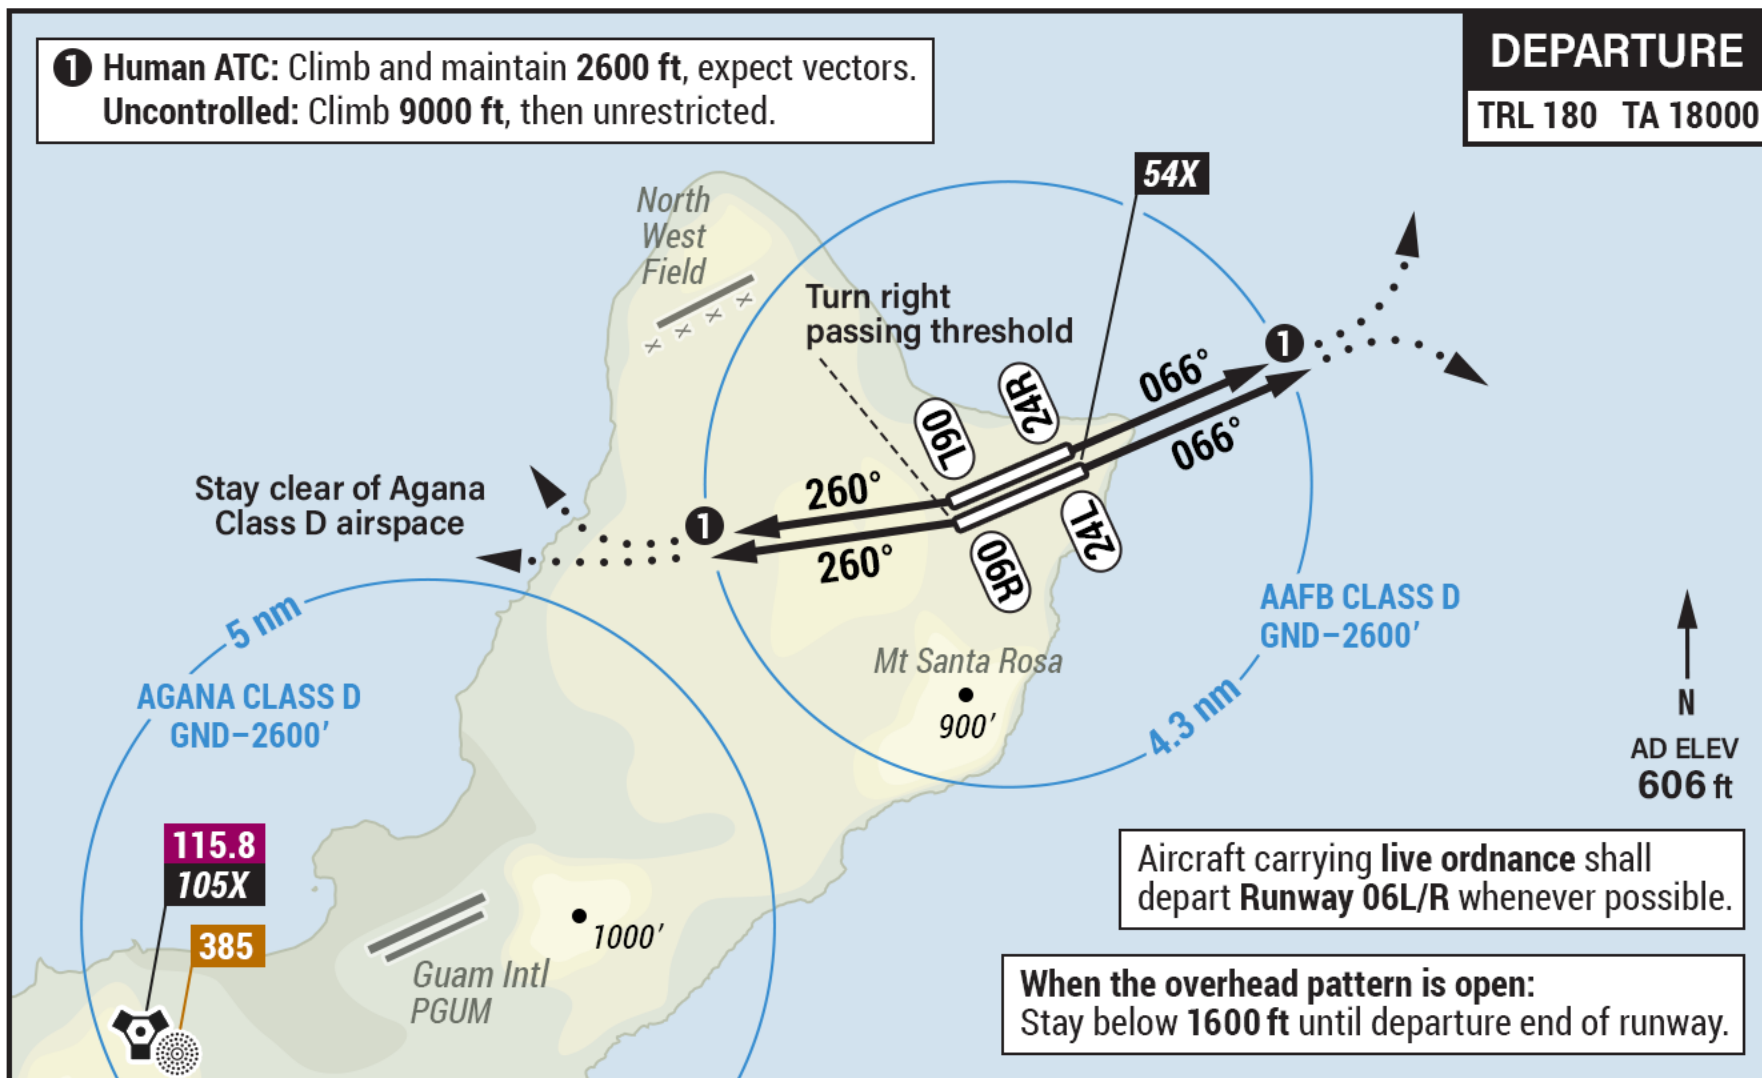 1 Human ATC: Climb and maintain 2600 ft, expect vectors.
Uncontrolled: Climb 9000 ft, then unrestricted.
DEPARTURE
TRL 180 TA 18000
54X
North
West
Field
Turn right
passing threshold
1
066°
066°
24R
06L
260°
260°
1
24L
06R
Stay clear of Agana
Class D airspace
AAFB CLASS D
GND–2600’
5 nm
Mt Santa Rosa
900’
4.3 nm
AGANA CLASS D
GND–2600’
N
AD ELEV
606 ft
115.8
105X
385
1000’
Guam Intl
PGUM
Aircraft carrying live ordnance shall
depart Runway 06L/R whenever possible.
When the overhead pattern is open:
Stay below 1600 ft until departure end of runway.